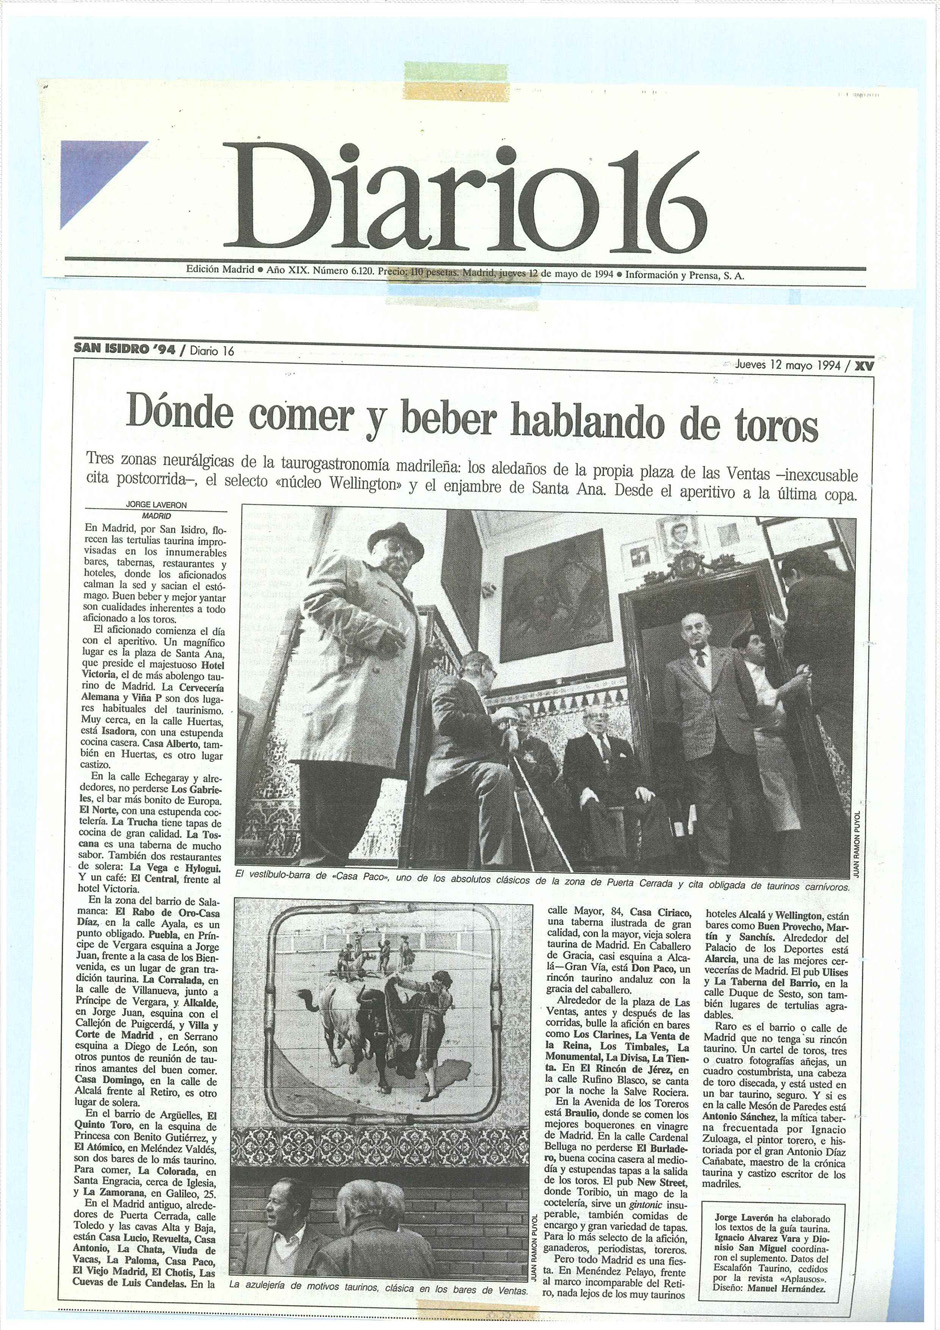 Diario 16
Edición Madrid ● Año XIX. Número 6.120. Precio: 110 pesetas. Madrid, jueves 12 de mayo de 1994 ● Información y Prensa, S. A.
SAN ISIDRO '94 / Diario 16
Jueves 12 mayo 1994 / XV
Dónde comer y beber hablando de toros
Tres zonas neurálgicas de la taurogastronomía madrileña: los aledaños de la propia plaza de las Ventas –inexcusable
cita postcorrida–, el selecto «núcleo Wellington» y el enjambre de Santa Ana. Desde el aperitivo a la última copa.
JORGE LAVERON
MADRID
En Madrid, por San Isidro, flo-
recen las tertulias taurina impro-
visadas en los innumerables
bares, tabernas, restaurantes y
hoteles, donde los aficionados
calman la sed y sacian el estó-
mago. Buen beber y mejor yantar
son cualidades inherentes a todo
aficionado a los toros.
El aficionado comienza el día
con el aperitivo. Un magnífico
lugar es la plaza de Santa Ana,
que preside el majestuoso Hotel
Victoria, el de más abolengo tau-
rino de Madrid. La Cervecería
Alemana y Viña P son dos luga-
res habituales del taurinismo.
Muy cerca, en la calle Huertas,
está Isadora, con una estupenda
cocina casera. Casa Alberto, tam-
bién en Huertas, es otro lugar
castizo.
En la calle Echegaray y alre-
dedores, no perderse Los Gabrie-
les, el bar más bonito de Europa.
El Norte, con una estupenda coc-
telería. La Trucha tiene tapas de
cocina de gran calidad. La Tos-
cana es una taberna de mucho
sabor. También dos restaurantes
de solera: La Vega e Hylogui.
Y un café: El Central, frente al
hotel Victoria.
En la zona del barrio de Sala-
manca: El Rabo de Oro-Casa
Díaz, en la calle Ayala, es un
punto obligado. Puebla, en Prín-
cipe de Vergara esquina a Jorge
Juan, frente a la casa de los Bien-
venida, es un lugar de gran tra-
dición taurina. La Corralada, en
la calle de Villanueva, junto a
Príncipe de Vergara, y Alkalde,
en Jorge Juan, esquina con el
Callejón de Puigcerdá, y Villa y
Corte de Madrid , en Serrano
esquina a Diego de León, son
otros puntos de reunión de tau-
rinos amantes del buen comer.
Casa Domingo, en la calle de
Alcalá frente al Retiro, es otro
lugar de solera.
En el barrio de Argüelles, El
Quinto Toro, en la esquina de
Princesa con Benito Gutiérrez, y
El Atómico, en Meléndez Valdés,
son dos bares de lo más taurino.
Para comer, La Colorada, en
Santa Engracia, cerca de Iglesia,
y La Zamorana, en Galileo, 25.
En el Madrid antiguo, alrede-
dores de Puerta Cerrada, calle
Toledo y las cavas Alta y Baja,
están Casa Lucio, Revuelta, Casa
Antonio, La Chata, Viuda de
Vacas, La Paloma, Casa Paco,
El Viejo Madrid, El Chotis, Las
Cuevas de Luis Candelas. En la
JUAN RAMON PUYOL
El vestíbulo-barra de «Casa Paco», uno de los absolutos clásicos de la zona de Puerta Cerrada y cita obligada de taurinos carnívoros.
JUAN RAMON PUYOL
La azulejería de motivos taurinos, clásica en los bares de Ventas.
calle Mayor, 84, Casa Ciriaco,
una taberna ilustrada de gran
calidad, con la mayor, vieja solera
taurina de Madrid. En Caballero
de Gracia, casi esquina a Alca-
lá—Gran Vía, está Don Paco, un
rincón taurino andaluz con la
gracia del caballero.
Alrededor de la plaza de Las
Ventas, antes y después de las
corridas, bulle la afición en bares
como Los Clarines, La Venta de
la Reina, Los Timbales, La
Monumental, La Divisa, La Tien-
ta. En El Rincón de Jérez, en
la calle Rufino Blasco, se canta
por la noche la Salve Rociera.
En la Avenida de los Toreros
está Braulio, donde se comen los
mejores boquerones en vinagre
de Madrid. En la calle Cardenal
Belluga no perderse El Burlade-
ro, buena cocina casera al medio-
día y estupendas tapas a la salida
de los toros. El pub New Street,
donde Toribio, un mago de la
coctelería, sirve un gintonic insu-
perable, también comidas de
encargo y gran variedad de tapas.
Para lo más selecto de la afición,
ganaderos, periodistas, toreros.
Pero todo Madrid es una fies-
ta. En Menéndez Pelayo, frente
al marco incomparable del Reti-
ro, nada lejos de los muy taurinos
hoteles Alcalá y Wellington, están
bares como Buen Provecho, Mar-
tín y Sanchís. Alrededor del
Palacio de los Deportes está
Alarcia, una de las mejores cer-
vecerías de Madrid. El pub Ulises
y La Taberna del Barrio, en la
calle Duque de Sesto, son tam-
bién lugares de tertulias agra-
dables.
Raro es el barrio o calle de
Madrid que no tenga su rincón
taurino. Un cartel de toros, tres
o cuatro fotografías añejas, un
cuadro costumbrista, una cabeza
de toro disecada, y está usted en
un bar taurino, seguro. Y si es
en la calle Mesón de Paredes está
Antonio Sánchez, la mítica taber-
na frecuentada por Ignacio
Zuloaga, el pintor torero, e his-
toriada por el gran Antonio Díaz
Cañabate, maestro de la crónica
taurina y castizo escritor de los
madriles.
Jorge Laverón ha elaborado
los textos de la guía taurina.
Ignacio Alvarez Vara y Dio-
nisio San Miguel coordina-
ron el suplemento. Datos del
Escalafón Taurino, cedidos
por la revista «Aplausos».
Diseño: Manuel Hernández.